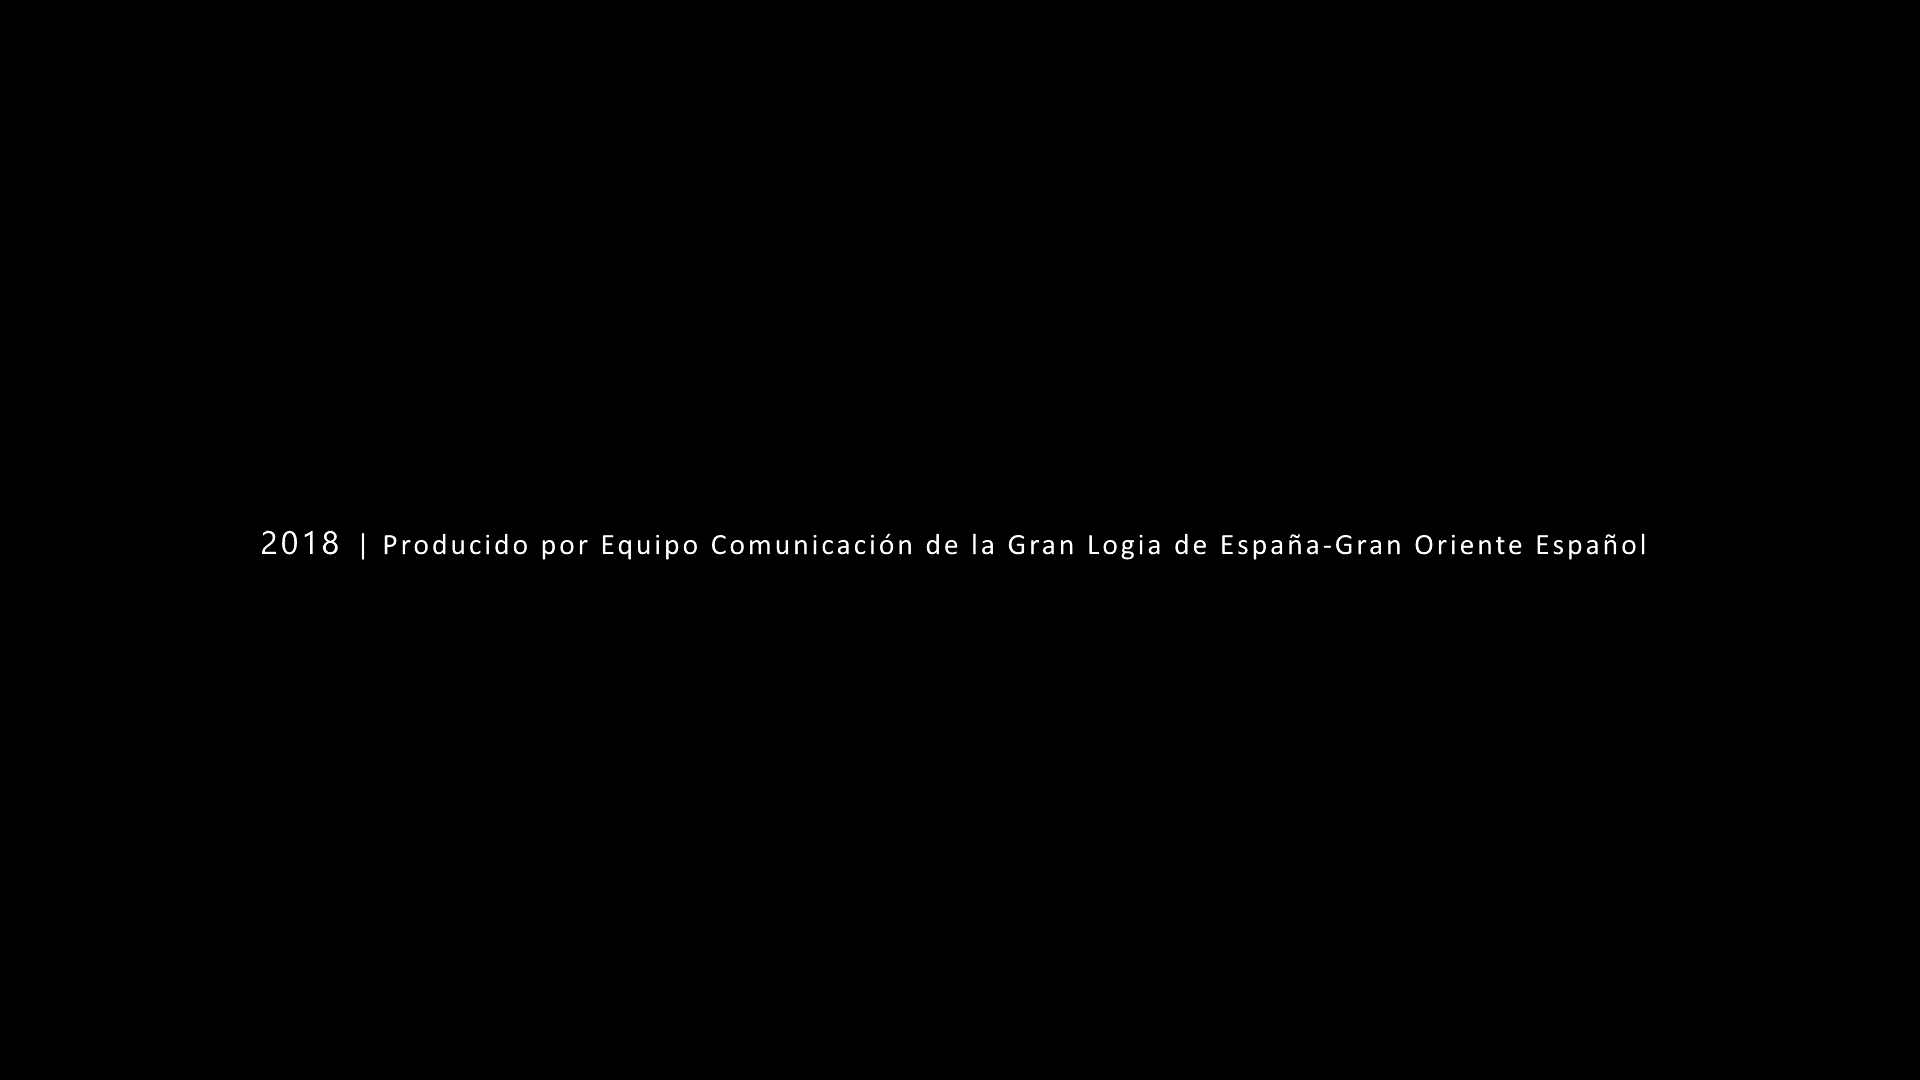 2018 | Producido por Equipo Comunicación de la Gran Logia de España-Gran Oriente Español